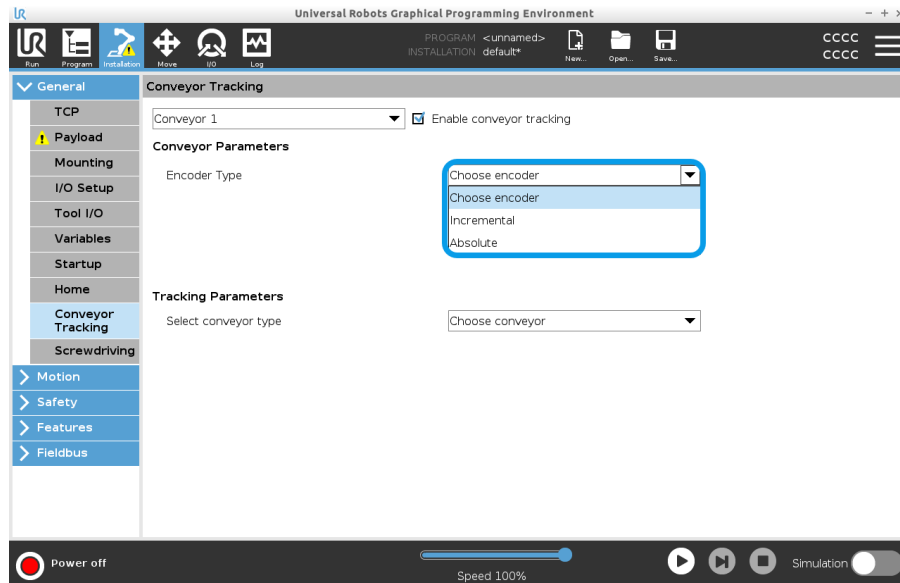 Universal Robots Graphical Programming Environment
UR
Run
Program
Installation
Move
I/O
Log
PROGRAM <unnamed>
INSTALLATION default*
New...
Open...
Save...
CCCC
CCCC
General
TCP
Payload
Mounting
I/O Setup
Tool I/O
Variables
Startup
Home
Conveyor
Tracking
Screwdriving
Motion
Safety
Features
Fieldbus
Conveyor Tracking
Conveyor 1
Enable conveyor tracking
Conveyor Parameters
Encoder Type
Choose encoder
Choose encoder
Incremental
Absolute
Tracking Parameters
Select conveyor type
Choose conveyor
Power off
Speed 100%
Simulation